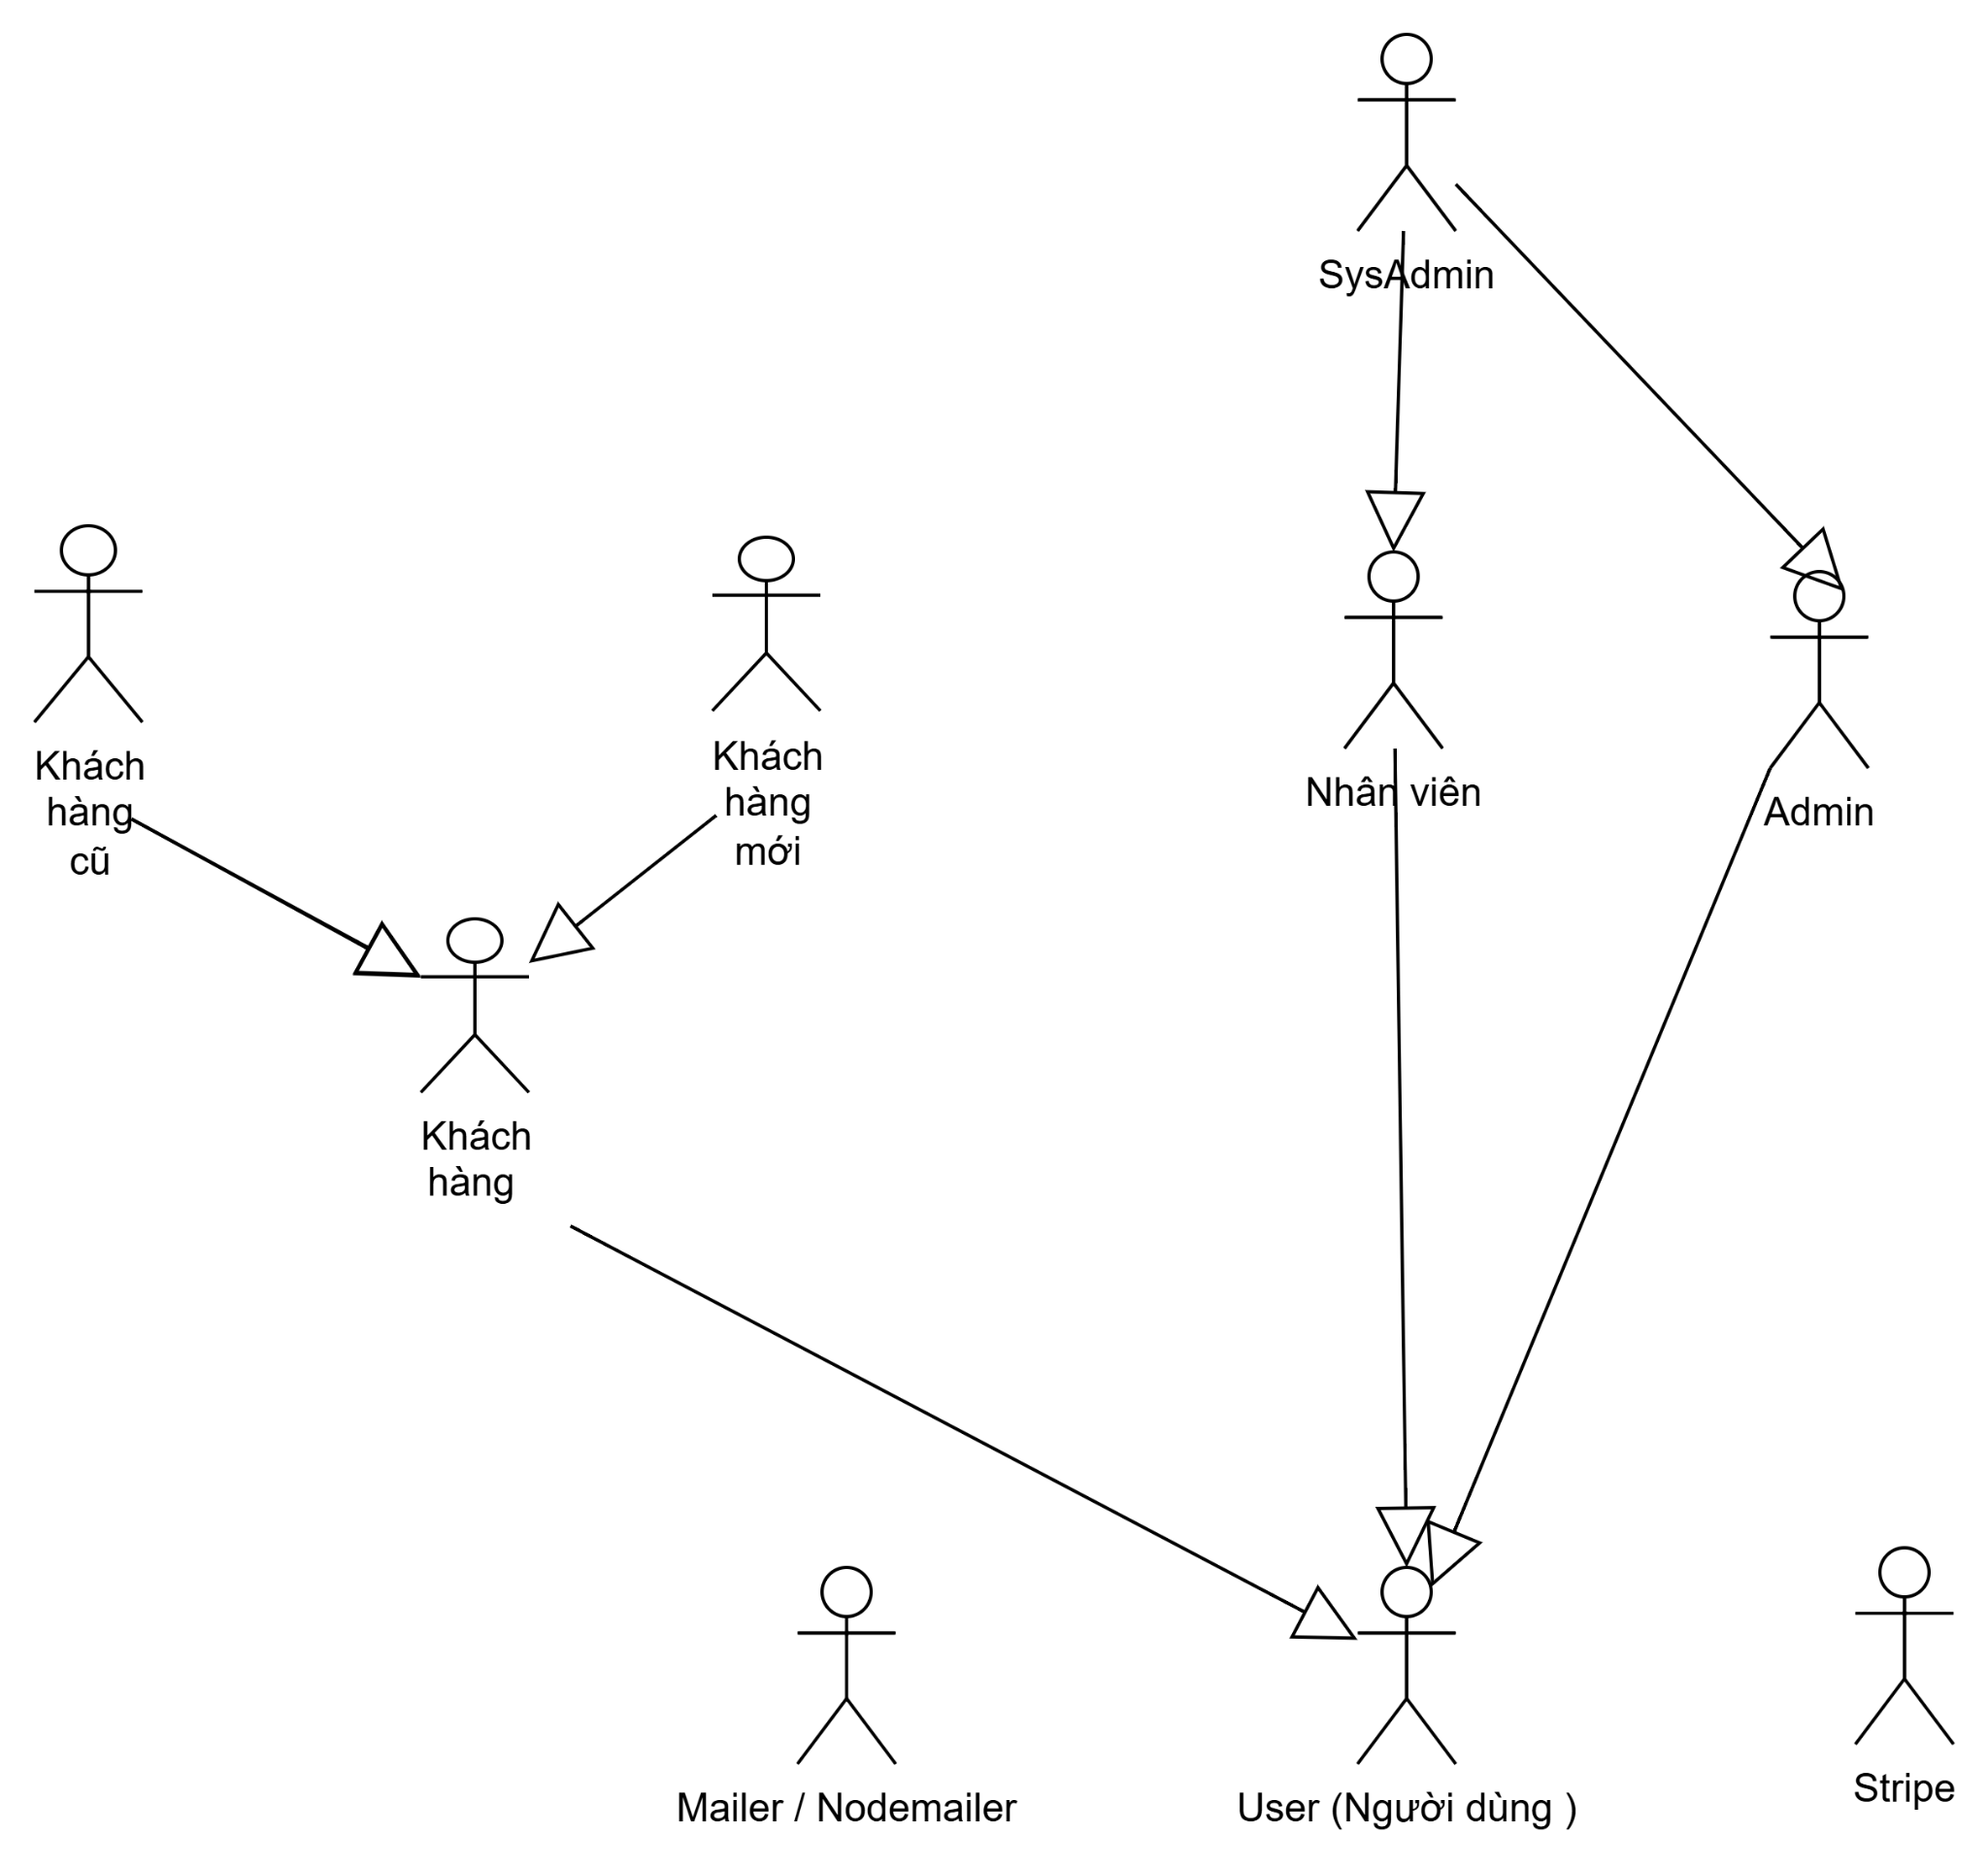 SysAdmin
Khách
hàng
cũ
Khách
hàng
mới
Nhân viên
Admin
Khách
hàng
Mailer / Nodemailer
User (Người dùng )
Stripe